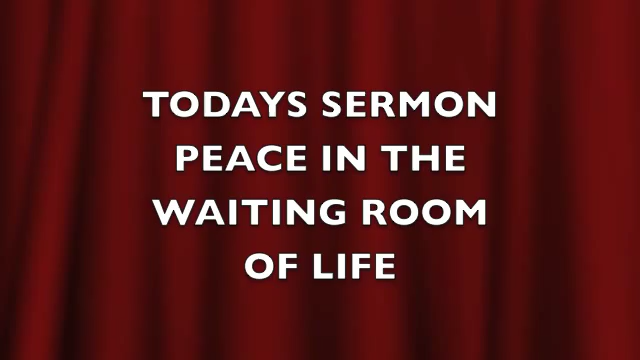 TODAYS SERMON
PEACE IN THE
WAITING ROOM
OF LIFE